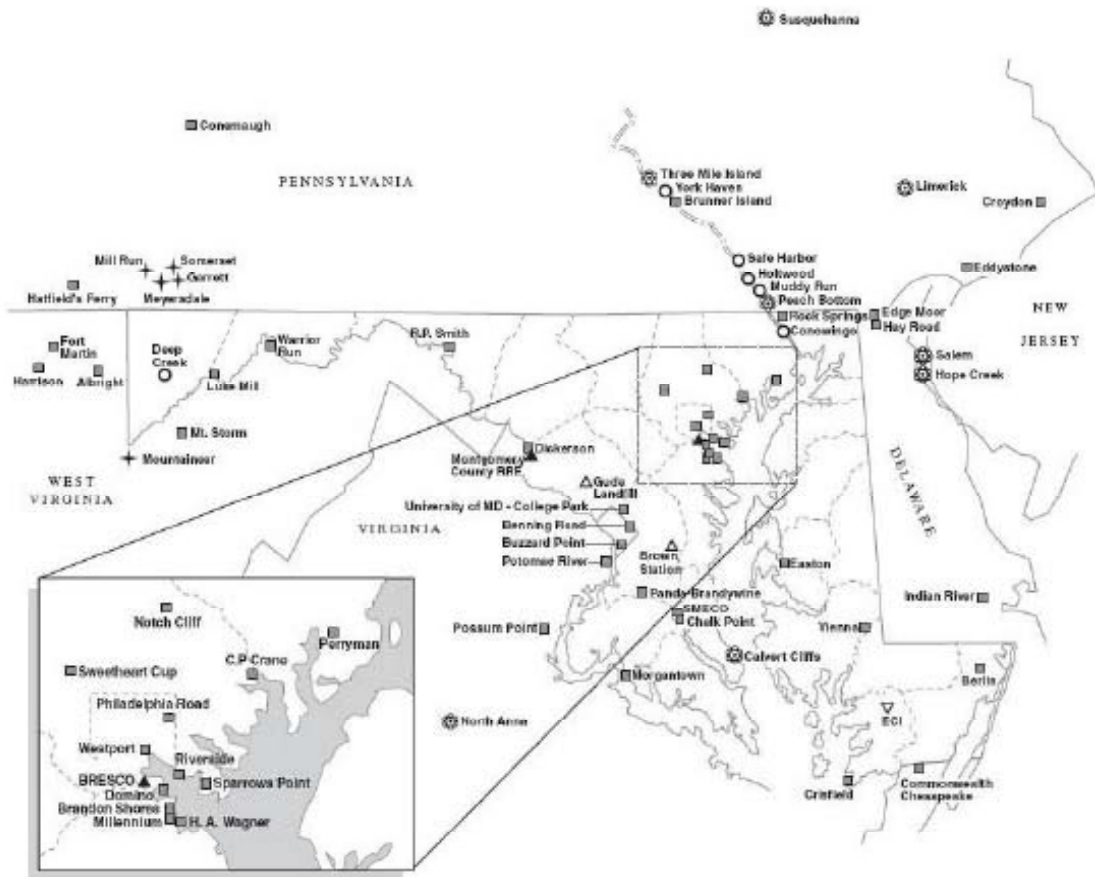 Susquehanna
Conemaugh
PENNSYLVANIA
Three Mile Island
York Haven
Brunner Island
Limerick
Croydon
Mill Run
Somerset
Garrett
Meyersdale
Hatfield's Ferry
Safe Harbor
Holtwood
Muddy Run
Peach Bottom
Rock Springs
Conowingo
Eddystone
Edge Moor
Hay Road
NEW
JERSEY
Salem
Hope Creek
Fort
Martin
Harrison
Albright
Deep
Creek
Warrior
Run
Luke Mill
R.P. Smith
Mt. Storm
Mountaineer
WEST
VIRGINIA
Dickerson
Montgomery
County RRF
Gude
Landfill
University of MD - College Park
Benning Road
Buzzard Point
Potomac River
VIRGINIA
Brown
Station
Panda-Brandywine
SMECO
Chalk Point
Possum Point
Morgantown
Calvert Cliffs
North Anna
DELAWARE
Easton
Indian River
Vienna
Berlin
ECI
Crisfield
Commonwealth
Chesapeake
Notch Cliff
Perryman
C.P Crane
Sweetheart Cup
Philadelphia Road
Westport
Riverside
BRESCO
Sparrows Point
Domino
Brandon Shores
Millennium
H. A. Wagner